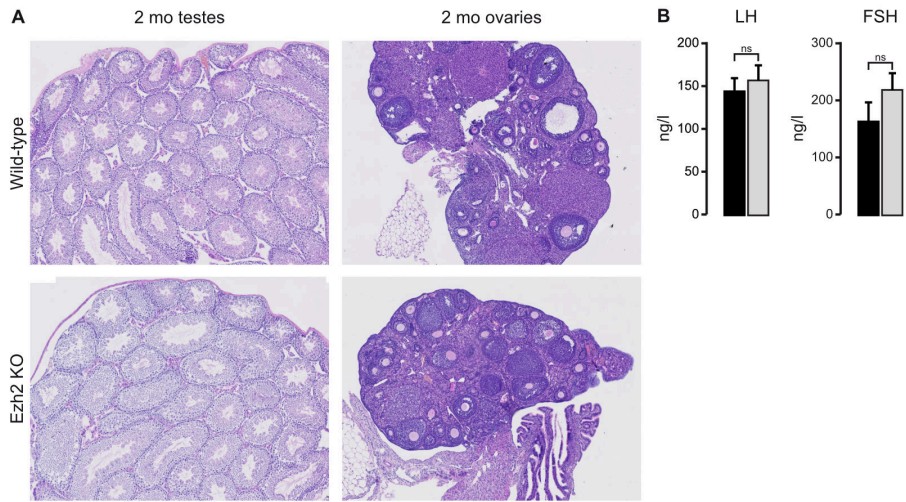 A
2 mo testes
2 mo ovaries
Wild-type
Ezh2 KO
B
LH
ng/l
200
150
100
50
0
ns
FSH
ng/l
300
200
100
0
ns